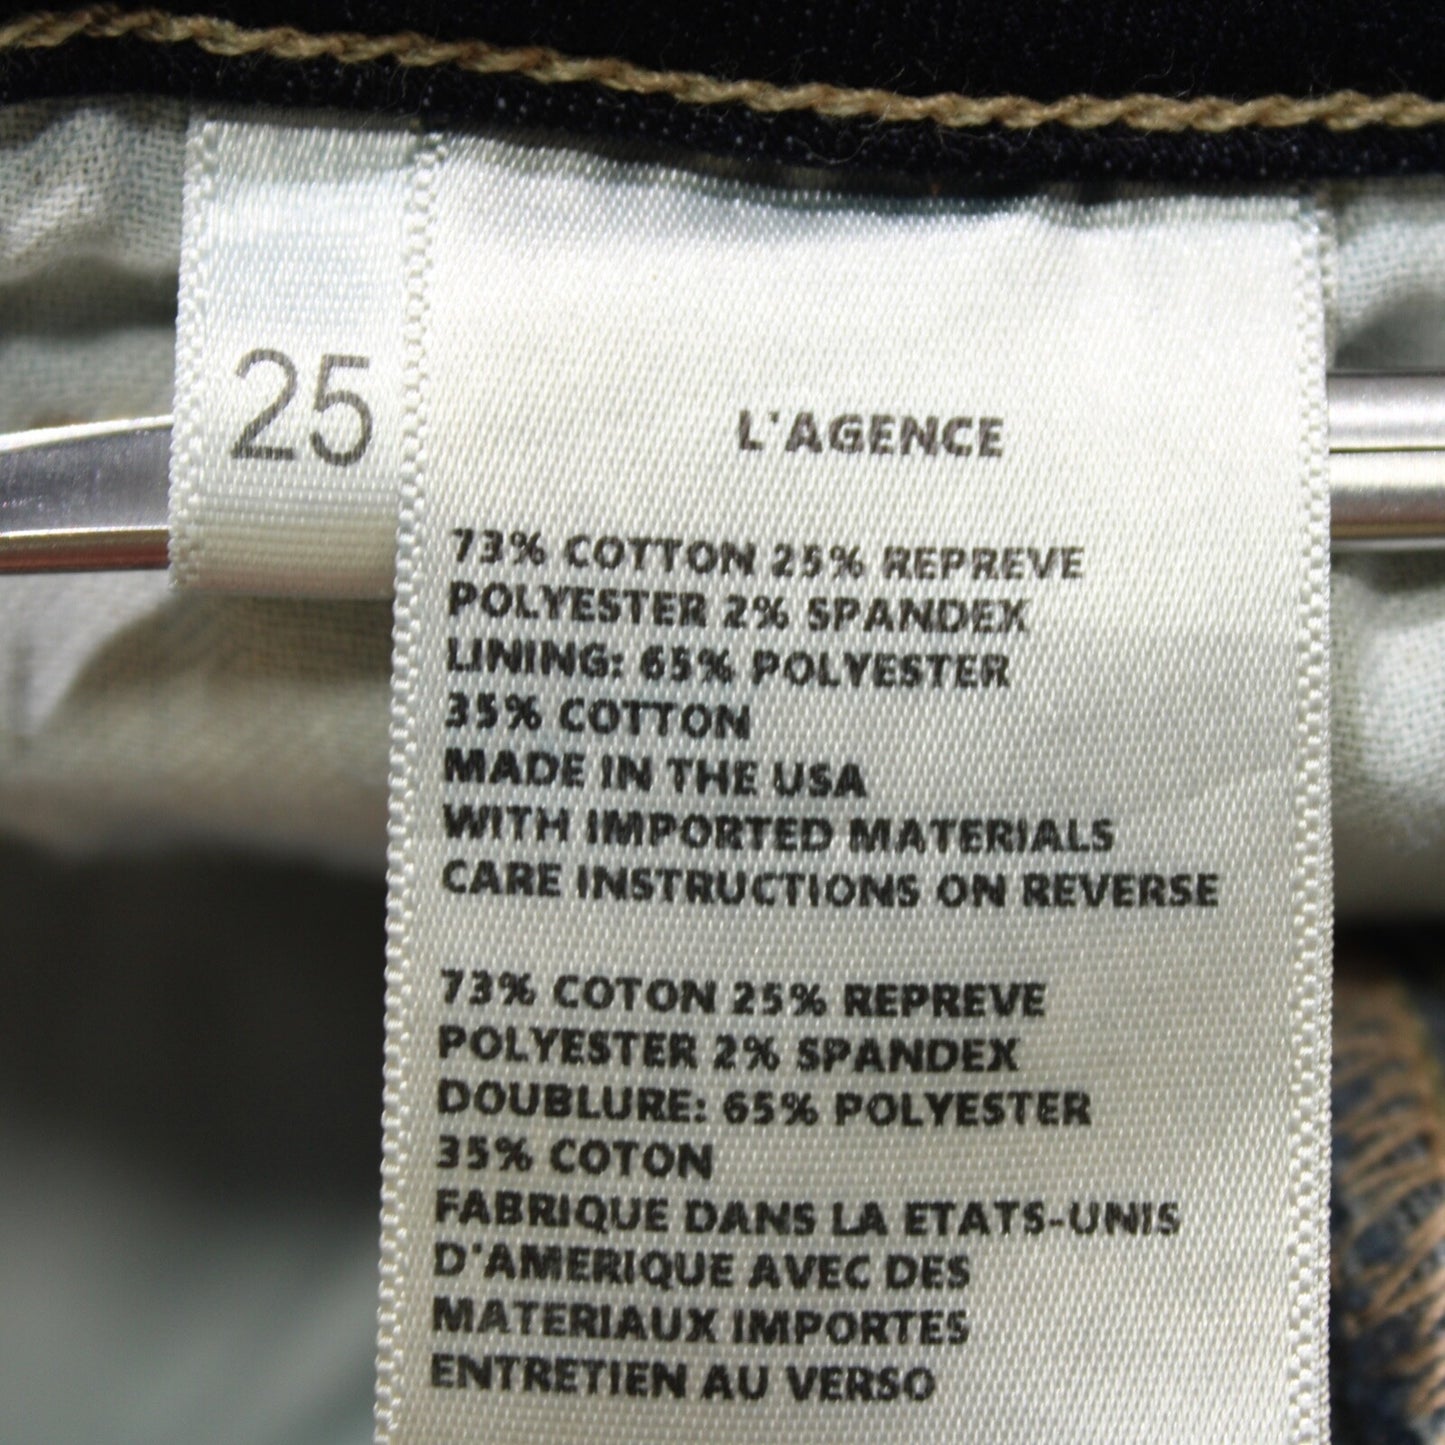 25
L'AGENCE
73% COTTON 25% REPREVE
POLYESTER 2% SPANDEX
LINING: 65% POLYESTER
35% COTTON
MADE IN THE USA
WITH IMPORTED MATERIALS
CARE INSTRUCTIONS ON REVERSE
73% COTON 25% REPREVE
POLYESTER 2% SPANDEX
DOUBLURE: 65% POLYESTER
35% COTON
FABRIQUE DANS LA ETATS-UNIS
D'AMERIQUE AVEC DES
MATERIAUX IMPORTES
ENTRETIEN AU VERSO